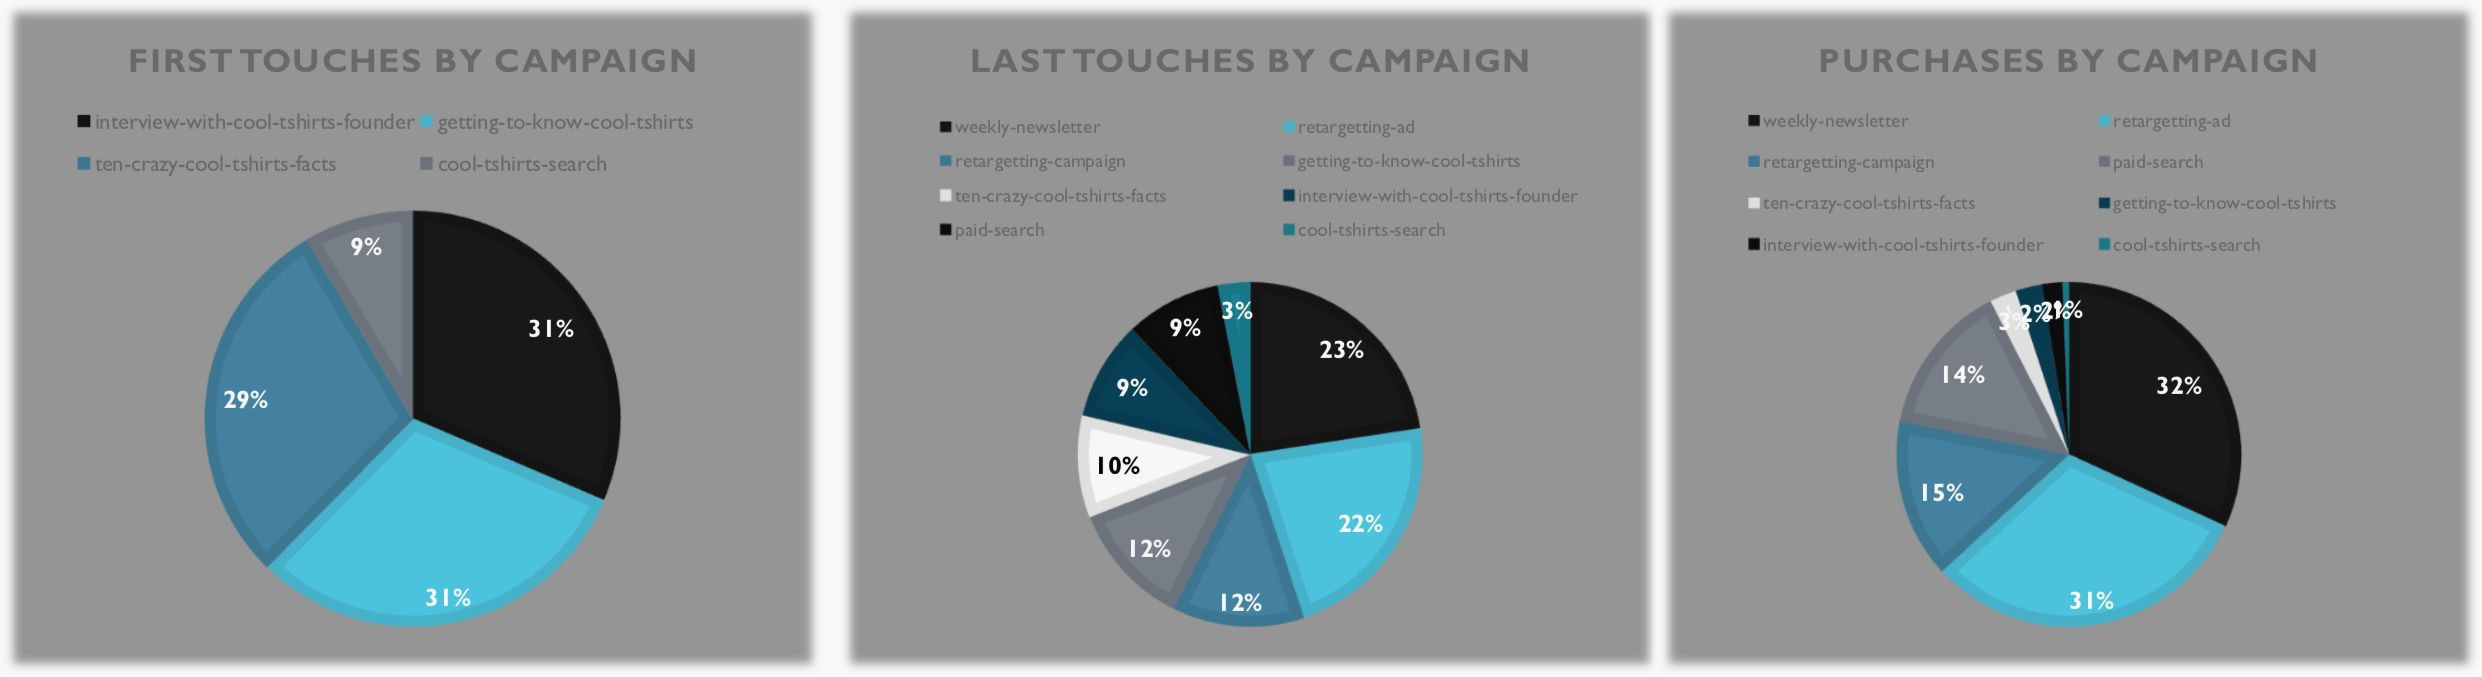 FIRST TOUCHES BY CAMPAIGN
interview-with-cool-tshirts-founder getting-to-know-cool-tshirts
ten-crazy-cool-tshirts-facts cool-tshirts-search
9%
31%
29%
31%
LAST TOUCHES BY CAMPAIGN
weekly-newsletter retargetting-ad
retargetting-campaign getting-to-know-cool-tshirts
ten-crazy-cool-tshirts-facts interview-with-cool-tshirts-founder
paid-search cool-tshirts-search
3%
9%
23%
9%
10%
22%
12%
12%
PURCHASES BY CAMPAIGN
weekly-newsletter retargetting-ad
retargetting-campaign paid-search
ten-crazy-cool-tshirts-facts getting-to-know-cool-tshirts
interview-with-cool-tshirts-founder cool-tshirts-search
3% 2% 2% 1%
14%
32%
15%
31%